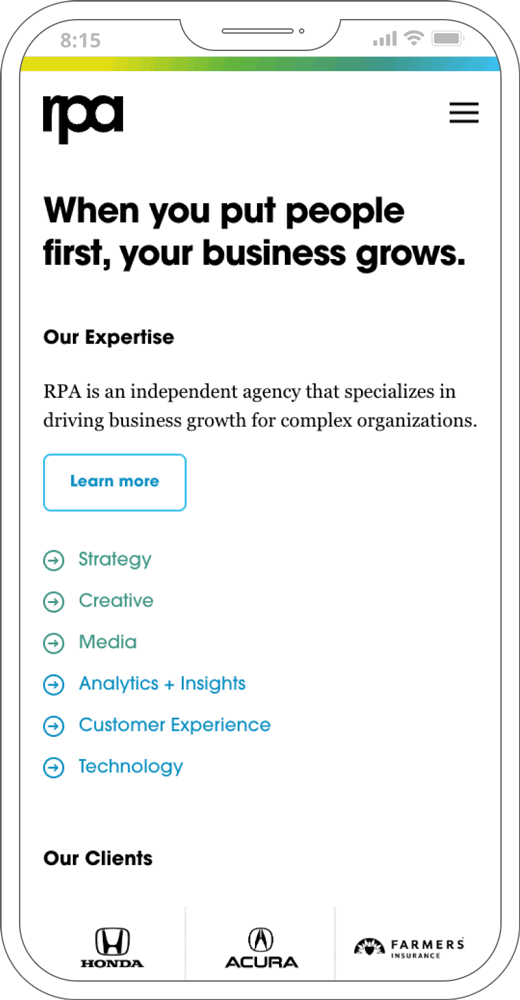 8:15
rpa
When you put people
first, your business grows.
Our Expertise
RPA is an independent agency that specializes in
driving business growth for complex organizations.
Learn more
Strategy
Creative
Media
Analytics + Insights
Customer Experience
Technology
Our Clients
HONDA
ACURA
FARMERS
INSURANCE